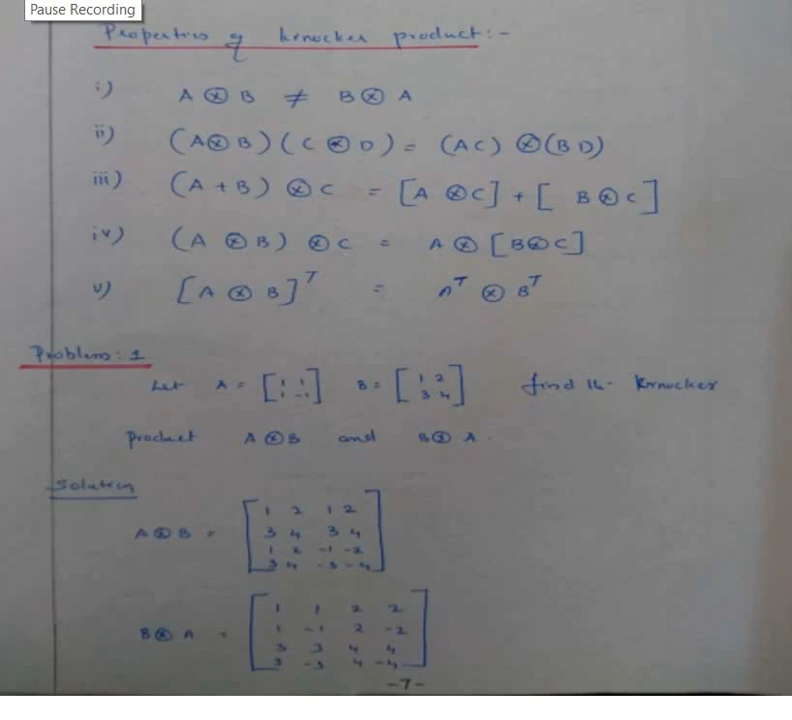 Pause Recording
Properties of kronecker product:-
i) A ⊗ B ≠ B ⊗ A
ii) (A⊗B)(C⊗D) = (AC) ⊗ (BD)
iii) (A + B) ⊗ C = [A ⊗C] + [ B⊗C]
iv) (A ⊗ B) ⊗ C = A ⊗ [B⊗C]
v) [A ⊗ B]^T = A^T ⊗ B^T
Problem: 1
Let A = [1 1
1 -1] B = [1 2
3 4] find the Kronecker
product A ⊗ B and B ⊗ A.
Solution
A ⊗ B = [1 2 1 2
3 4 3 4
1 2 -1 -2
3 4 -3 -4]
B ⊗ A = [1 1 2 2
1 -1 2 -2
3 3 4 4
3 -3 4 -4]
-7-